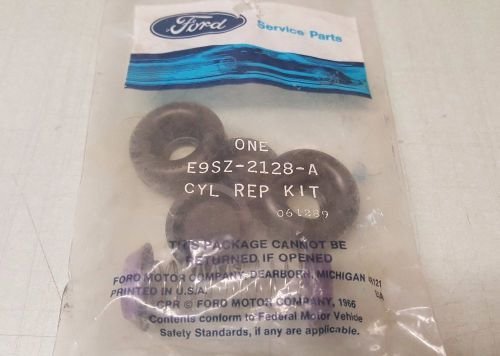 Ford
Service Parts
ONE
E9SZ-2128-A
CYL REP KIT
061289
THIS PACKAGE CANNOT BE
RETURNED, IF OPENED
FORD MOTOR COMPANY-DEARBORN, MICHIGAN 48121
PRINTED IN U.S.A.
CPR © FORD MOTOR COMPANY, 1966
Contents conform to Federal Motor Vehicle
Safety Standards, if any are applicable.